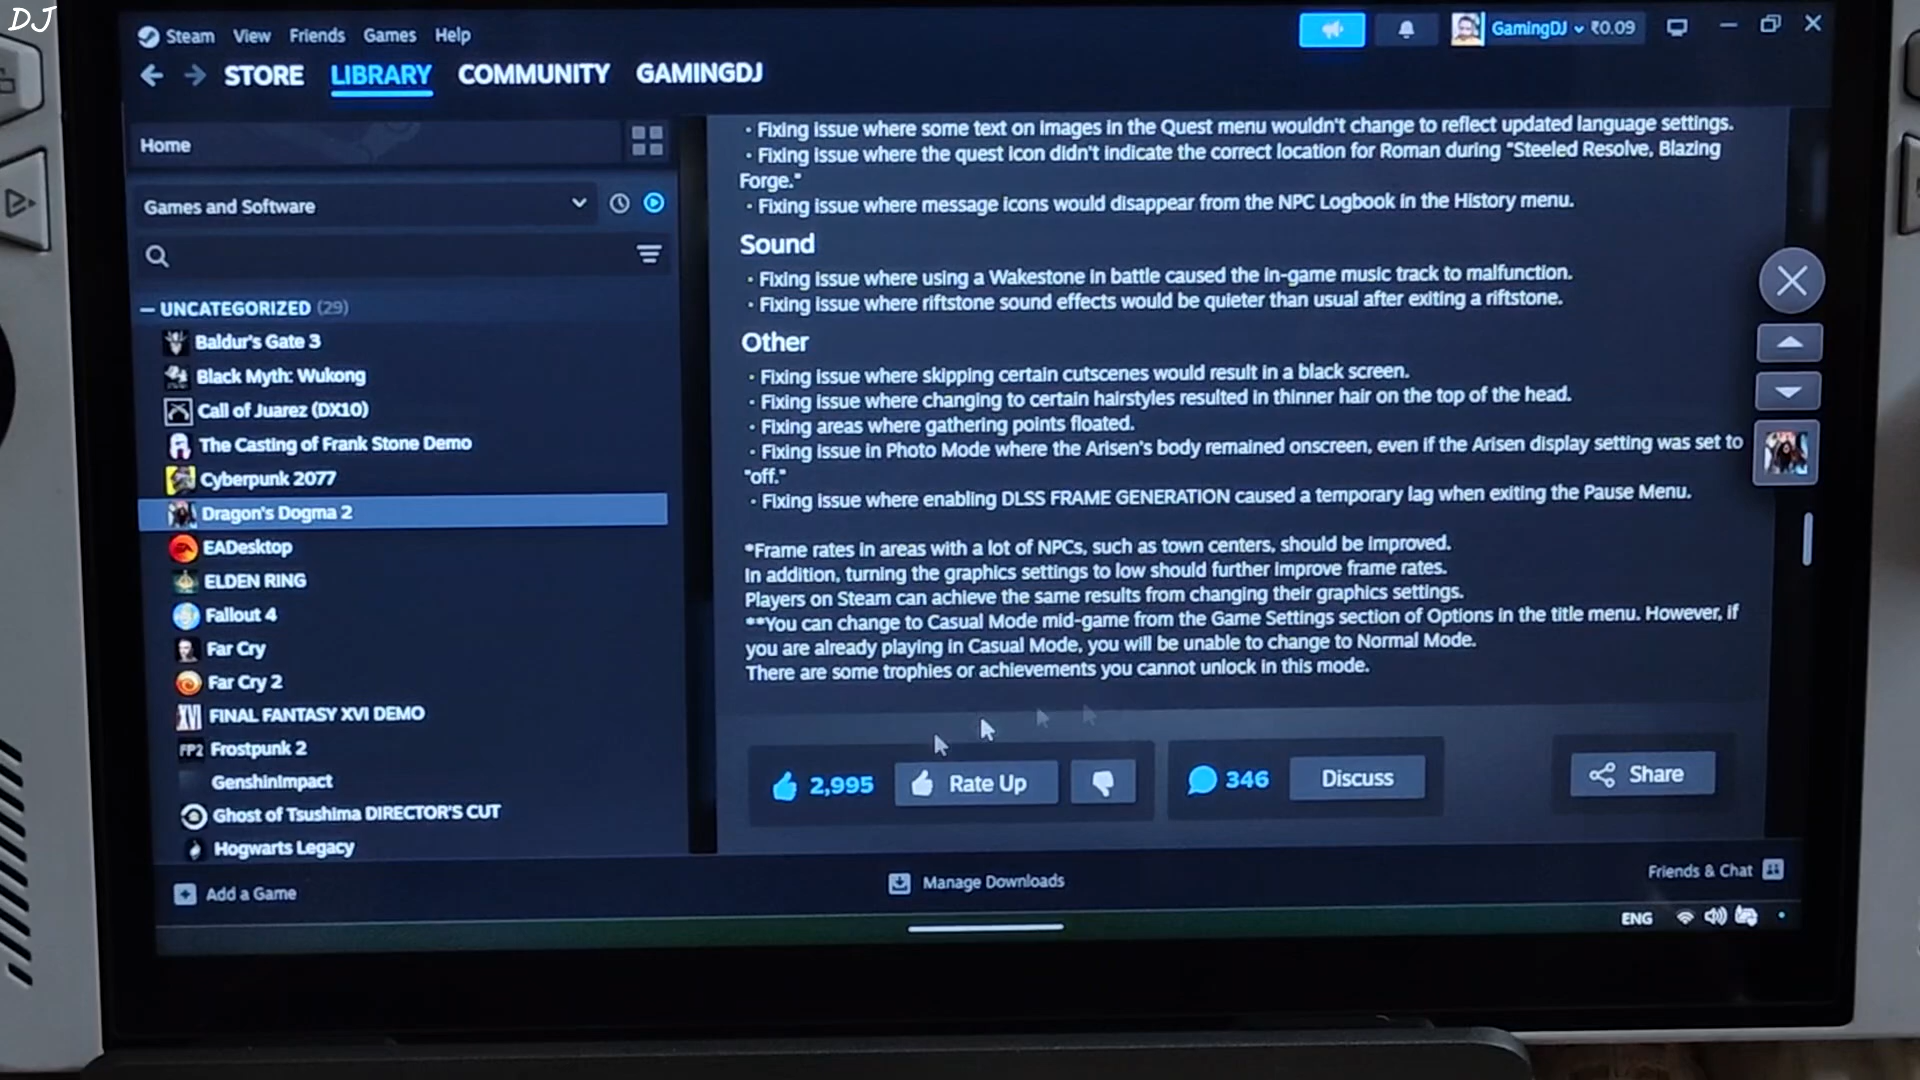 DJ
Steam View Friends Games Help
GamingDJ ₹0.09
STORE LIBRARY COMMUNITY GAMINGDJ
Home
Games and Software
UNCATEGORIZED (29)
Baldur's Gate 3
Black Myth: Wukong
Call of Juarez (DX10)
The Casting of Frank Stone Demo
Cyberpunk 2077
Dragon's Dogma 2
EADesktop
ELDEN RING
Fallout 4
Far Cry
Far Cry 2
XVI FINAL FANTASY XVI DEMO
FP2 Frostpunk 2
GenshinImpact
Ghost of Tsushima DIRECTOR'S CUT
Hogwarts Legacy
Add a Game
· Fixing issue where some text on images in the Quest menu wouldn't change to reflect updated language settings.
· Fixing issue where the quest icon didn't indicate the correct location for Roman during "Steeled Resolve, Blazing
Forge."
· Fixing issue where message icons would disappear from the NPC Logbook in the History menu.
Sound
· Fixing issue where using a Wakestone in battle caused the in-game music track to malfunction.
· Fixing issue where riftstone sound effects would be quieter than usual after exiting a riftstone.
Other
· Fixing issue where skipping certain cutscenes would result in a black screen.
· Fixing issue where changing to certain hairstyles resulted in thinner hair on the top of the head.
· Fixing areas where gathering points floated.
· Fixing issue in Photo Mode where the Arisen's body remained onscreen, even if the Arisen display setting was set to
"off."
· Fixing issue where enabling DLSS FRAME GENERATION caused a temporary lag when exiting the Pause Menu.
*Frame rates in areas with a lot of NPCs, such as town centers, should be improved.
In addition, turning the graphics settings to low should further improve frame rates.
Players on Steam can achieve the same results from changing their graphics settings.
**You can change to Casual Mode mid-game from the Game Settings section of Options in the title menu. However, if
you are already playing in Casual Mode, you will be unable to change to Normal Mode.
There are some trophies or achievements you cannot unlock in this mode.
2,995 Rate Up 346 Discuss Share
Manage Downloads
Friends & Chat
ENG